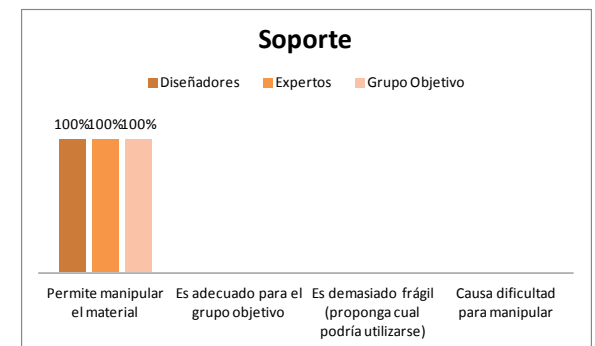 Soporte
Diseñadores Expertos Grupo Objetivo
100% 100% 100%
Permite manipular el material
Es adecuado para el grupo objetivo
Es demasiado frágil (proponga cual podría utilizarse)
Causa dificultad para manipular